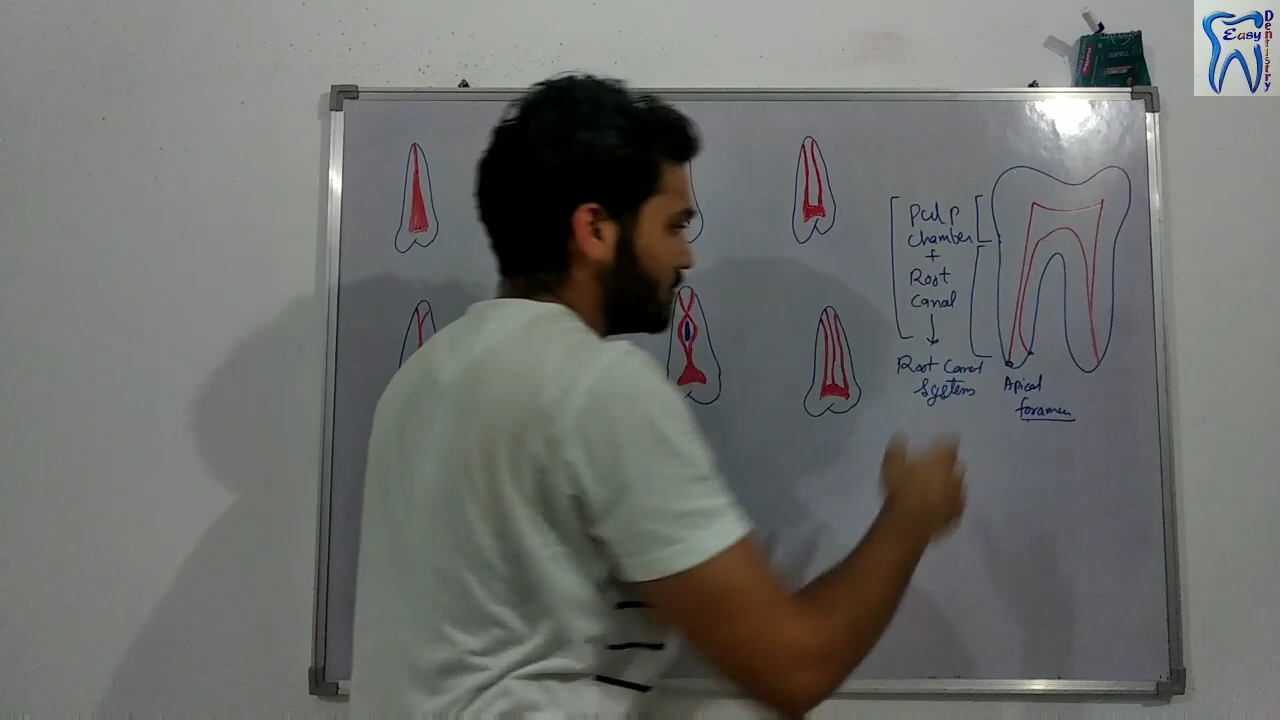 Easy
Dentistry
Pulp
chamber
+
Root
Canal
↓
Root Canal
System
Apical
foramen